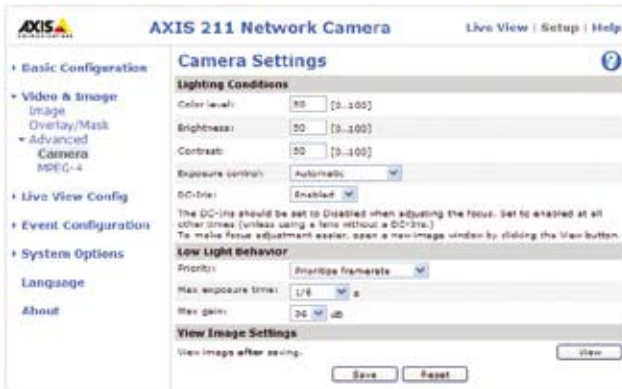 AXIS
AXIS 211 Network Camera
Live View | Setup | Help
Basic Configuration
Video & Image
Image
Overlay/Mask
Advanced
Camera
MPEG-4
Live View Config
Event Configuration
System Options
Language
About
Camera Settings
?
Lighting Conditions
Color level: 50 [0..100]
Brightness: 50 [0..100]
Contrast: 50 [0..100]
Exposure control: Automatic
DC-Iris: Enabled
The DC-Iris should be set to Disabled when adjusting the focus. Set to enabled at all
other times (unless using a lens without a DC-Iris.)
To make focus adjustment easier, open a new image window by clicking the View button.
Low Light Behavior
Priority: Prioritize framerate
Max exposure time: 1/6 s
Max gain: 36 dB
View Image Settings
View image after saving. View
Save Reset